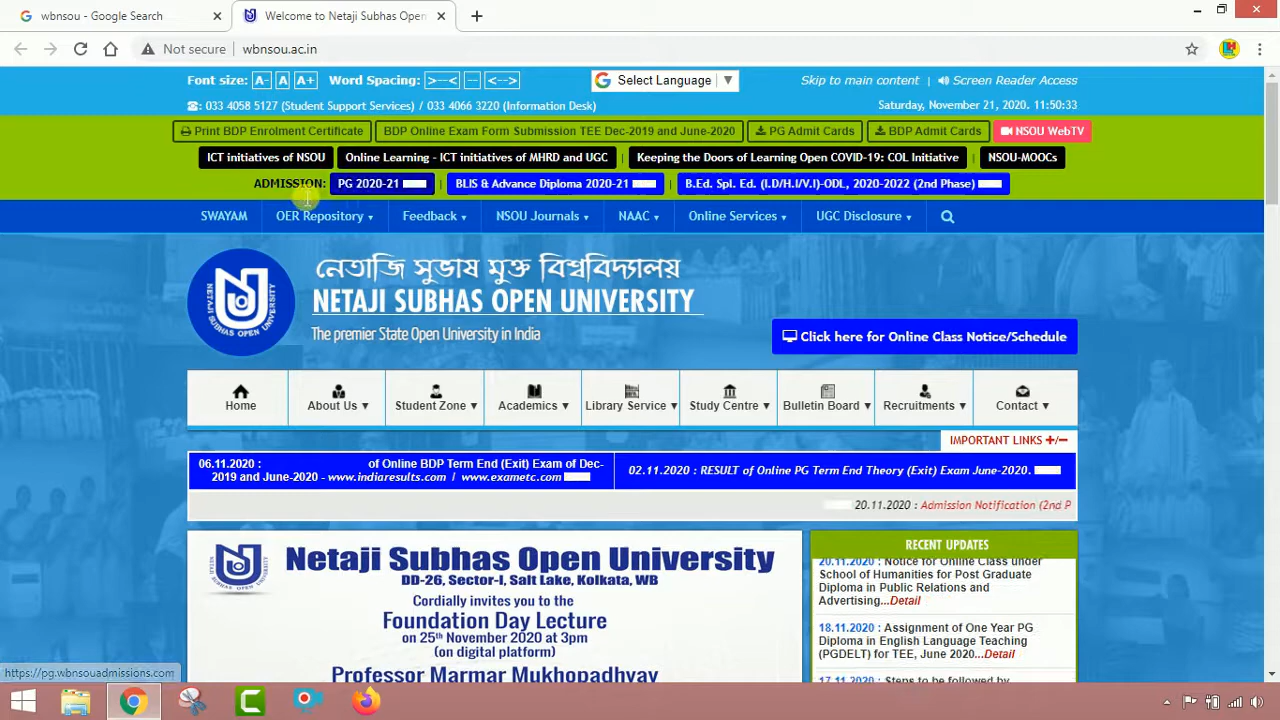 wbnsou - Google Search
Welcome to Netaji Subhas Open
Not secure wbnsou.ac.in
Font size: A- A A+ Word Spacing: >--< -- <--> Select Language ▼ Skip to main content | Screen Reader Access
☎: 033 4058 5127 (Student Support Services) / 033 4066 3220 (Information Desk) Saturday, November 21, 2020. 11:50:33
Print BDP Enrolment Certificate BDP Online Exam Form Submission TEE Dec-2019 and June-2020 PG Admit Cards BDP Admit Cards NSOU WebTV
ICT initiatives of NSOU | Online Learning - ICT initiatives of MHRD and UGC | Keeping the Doors of Learning Open COVID-19: COL Initiative | NSOU-MOOCs
ADMISSION: PG 2020-21 | BLIS & Advance Diploma 2020-21 | B.Ed. Spl. Ed. (I.D/H.I/V.I)-ODL, 2020-2022 (2nd Phase)
SWAYAM OER Repository Feedback NSOU Journals NAAC Online Services UGC Disclosure
নেতাজি সুভাষ মুক্ত বিশ্ববিদ্যালয়
NETAJI SUBHAS OPEN UNIVERSITY
The premier State Open University in India
Click here for Online Class Notice/Schedule
Home About Us ▼ Student Zone ▼ Academics ▼ Library Service ▼ Study Centre ▼ Bulletin Board ▼ Recruitments ▼ Contact ▼
IMPORTANT LINKS +/-
06.11.2020 : of Online BDP Term End (Exit) Exam of Dec-
2019 and June-2020 - www.indiaresults.com / www.exametc.com
02.11.2020 : RESULT of Online PG Term End Theory (Exit) Exam June-2020.
20.11.2020 : Admission Notification (2nd P
Netaji Subhas Open University
DD-26, Sector-I, Salt Lake, Kolkata, WB
Cordially invites you to the
Foundation Day Lecture
on 25th November 2020 at 3pm
(on digital platform)
Professor Marmar Mukhopadhyay
RECENT UPDATES
20.11.2020 : Notice for Online Class under
School of Humanities for Post Graduate
Diploma in Public Relations and
Advertising...Detail
18.11.2020 : Assignment of One Year PG
Diploma in English Language Teaching
(PGDELT) for TEE, June 2020...Detail
17.11.2020 : Steps to be followed by
https://pg.wbnsouadmissions.com